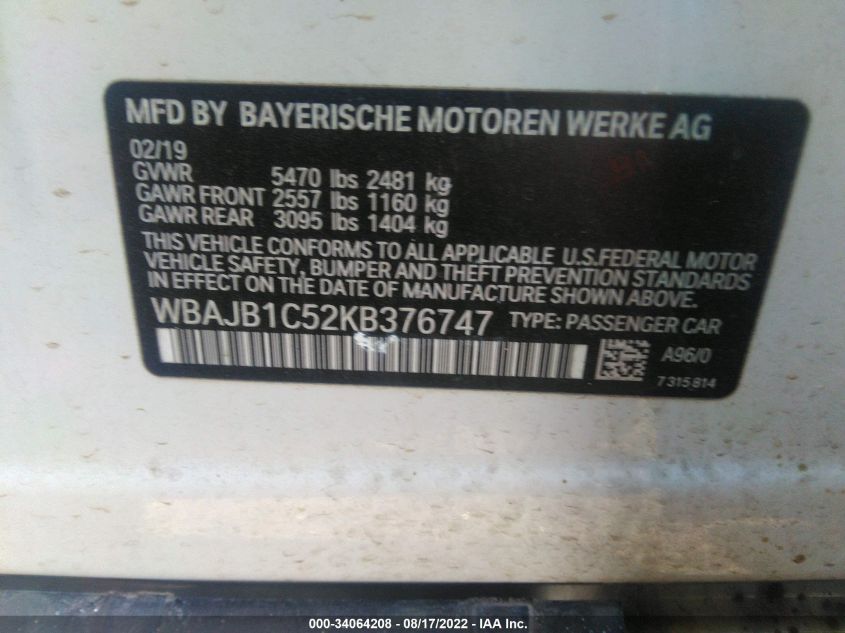 MFD BY BAYERISCHE MOTOREN WERKE AG
02/19
GVWR 5470 lbs 2481 kg
GAWR FRONT 2557 lbs 1160 kg
GAWR REAR 3095 lbs 1404 kg
THIS VEHICLE CONFORMS TO ALL APPLICABLE U.S.FEDERAL MOTOR
VEHICLE SAFETY, BUMPER AND THEFT PREVENTION STANDARDS
IN EFFECT ON THE DATE OF MANUFACTURE SHOWN ABOVE.
WBAJB1C52KB376747 TYPE: PASSENGER CAR
A96/0
7 315 814
000-34064208 - 08/17/2022 - IAA Inc.